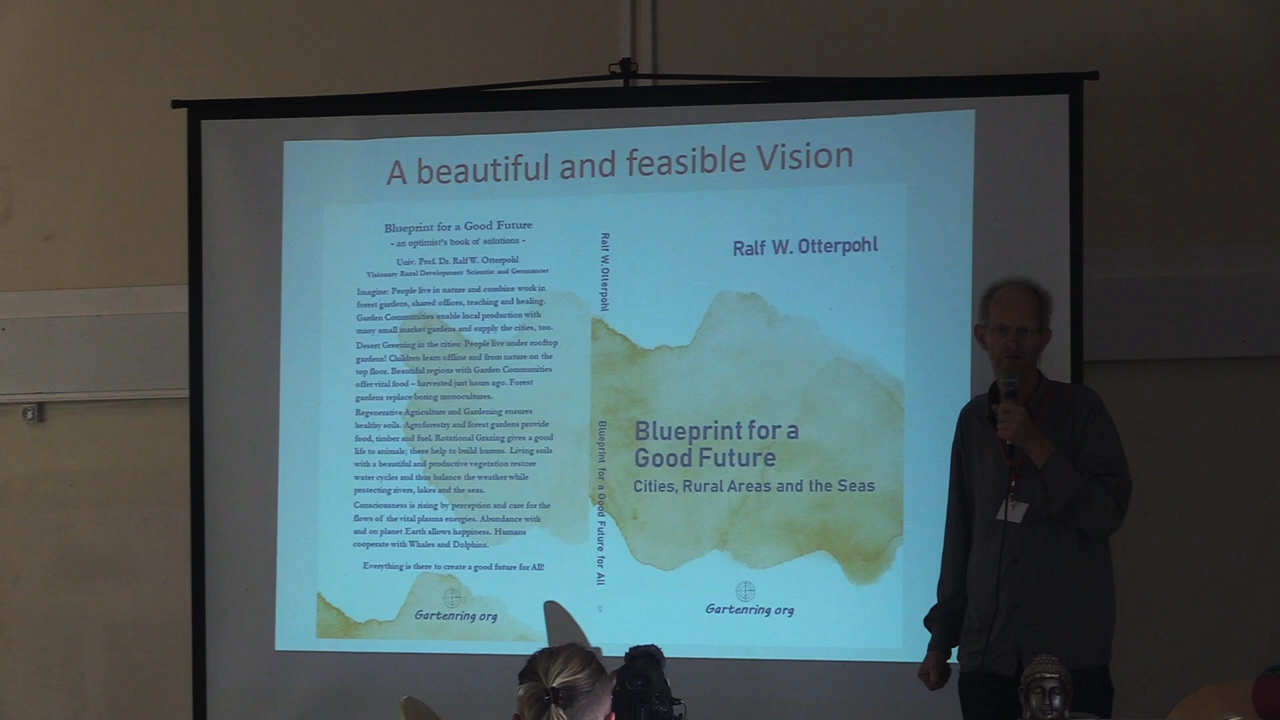 A beautiful and feasible Vision
Blueprint for a Good Future
- an optimist's book of solutions -
Univ. Prof. Dr. Ralf W. Otterpohl
Visionary Rural Development Scientist and Geomancer
Imagine: People live in nature and combine work in
forest gardens, shared offices, teaching and healing.
Garden Communities enable local production with
many small market gardens and supply the cities, too.
Desert Greening in the cities: People live under rooftop
gardens! Children learn offline and from nature on the
top floor. Beautiful regions with Garden Communities
offer vital food – harvested just hours ago. Forest
gardens replace boring monocultures.
Regenerative Agriculture and Gardening ensures
healthy soils. Agroforestry and forest gardens provide
food, timber and fuel. Rotational Grazing gives a good
life to animals; these help to build humus. Living soils
with a beautiful and productive vegetation restore
water cycles and thus balance the weather while
protecting rivers, lakes and the seas.
Consciousness is rising by perception and care for the
flows of the vital plasma energies. Abundance with
and on planet Earth allows happiness. Humans
cooperate with Whales and Dolphins.
Everything is there to create a good future for All!
Gartenring org
Ralf W. Otterpohl
Blueprint for a Good Future for All
Ralf W. Otterpohl
Blueprint for a
Good Future
Cities, Rural Areas and the Seas
Gartenring org